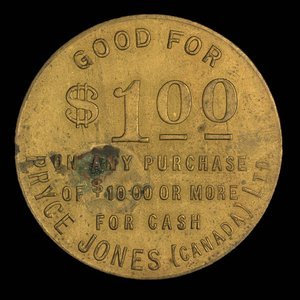 GOOD FOR
$1.00
ON ANY PURCHASE
OF $10.00 OR MORE
FOR CASH
PRYCE JONES (CANADA) LTD